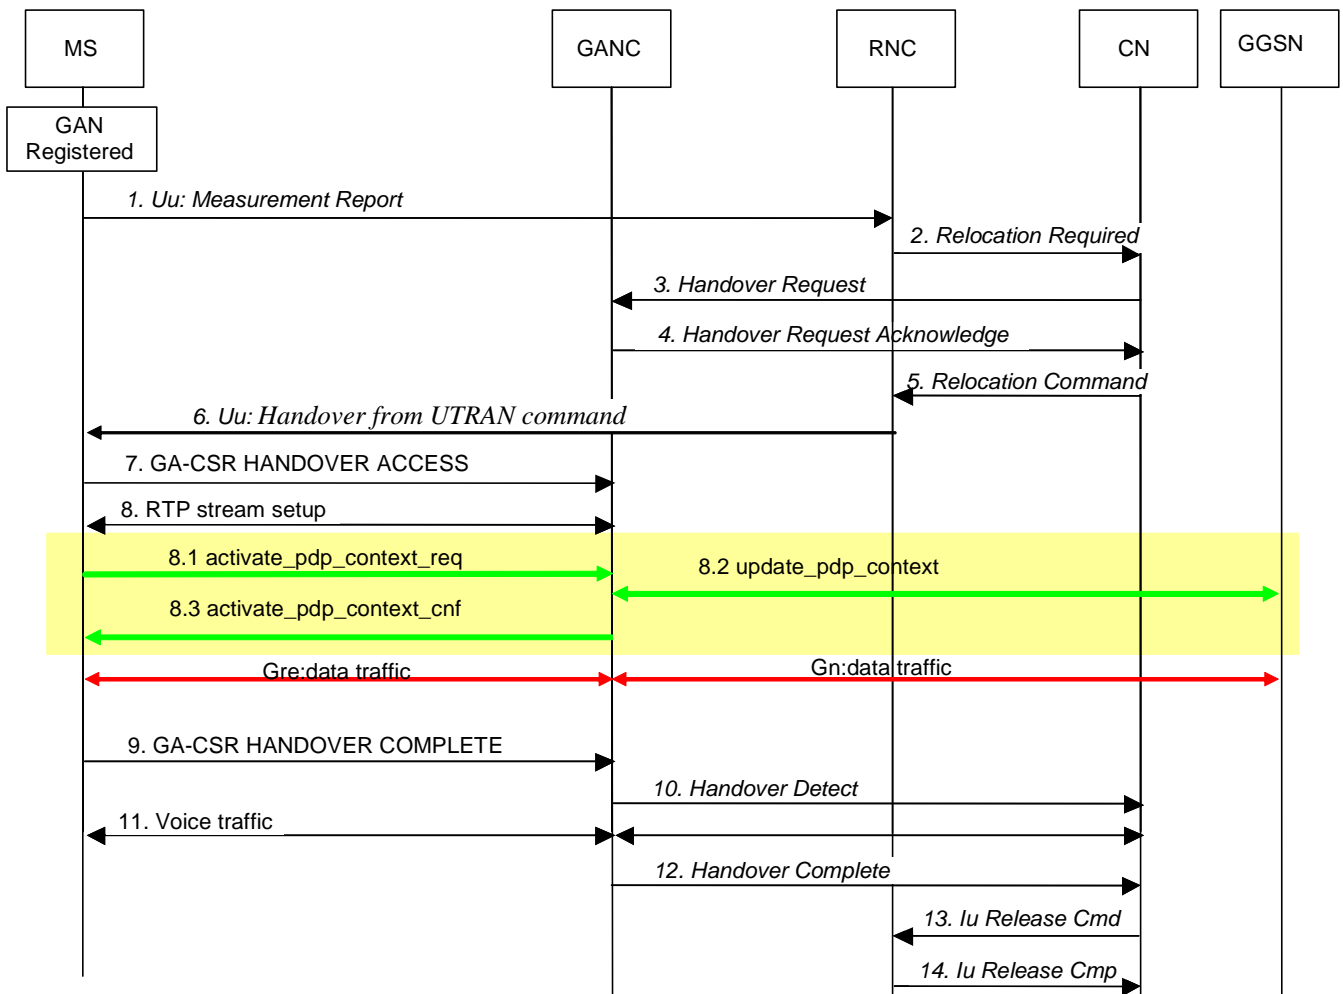 MS
GANC
RNC
CN
GGSN
GAN
Registered
1. Uu: Measurement Report
2. Relocation Required
3. Handover Request
4. Handover Request Acknowledge
5. Relocation Command
6. Uu: Handover from UTRAN command
7. GA-CSR HANDOVER ACCESS
8. RTP stream setup
8.1 activate_pdp_context_req
8.2 update_pdp_context
8.3 activate_pdp_context_cnf
Gre:data traffic
Gn:data traffic
9. GA-CSR HANDOVER COMPLETE
10. Handover Detect
11. Voice traffic
12. Handover Complete
13. Iu Release Cmd
14. Iu Release Cmp